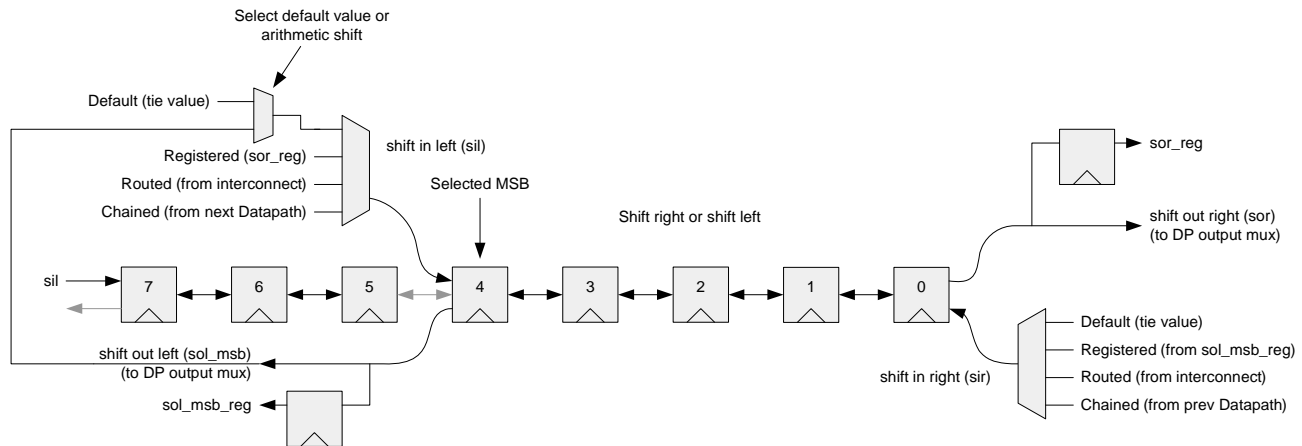 Select default value or
arithmetic shift
Default (tie value)
shift in left (sil)
Registered (sor_reg)
Routed (from interconnect)
Chained (from next Datapath)
Selected MSB
Shift right or shift left
sor_reg
shift out right (sor)
(to DP output mux)
sil
7
6
5
4
3
2
1
0
shift out left (sol_msb)
(to DP output mux)
sol_msb_reg
shift in right (sir)
Default (tie value)
Registered (from sol_msb_reg)
Routed (from interconnect)
Chained (from prev Datapath)